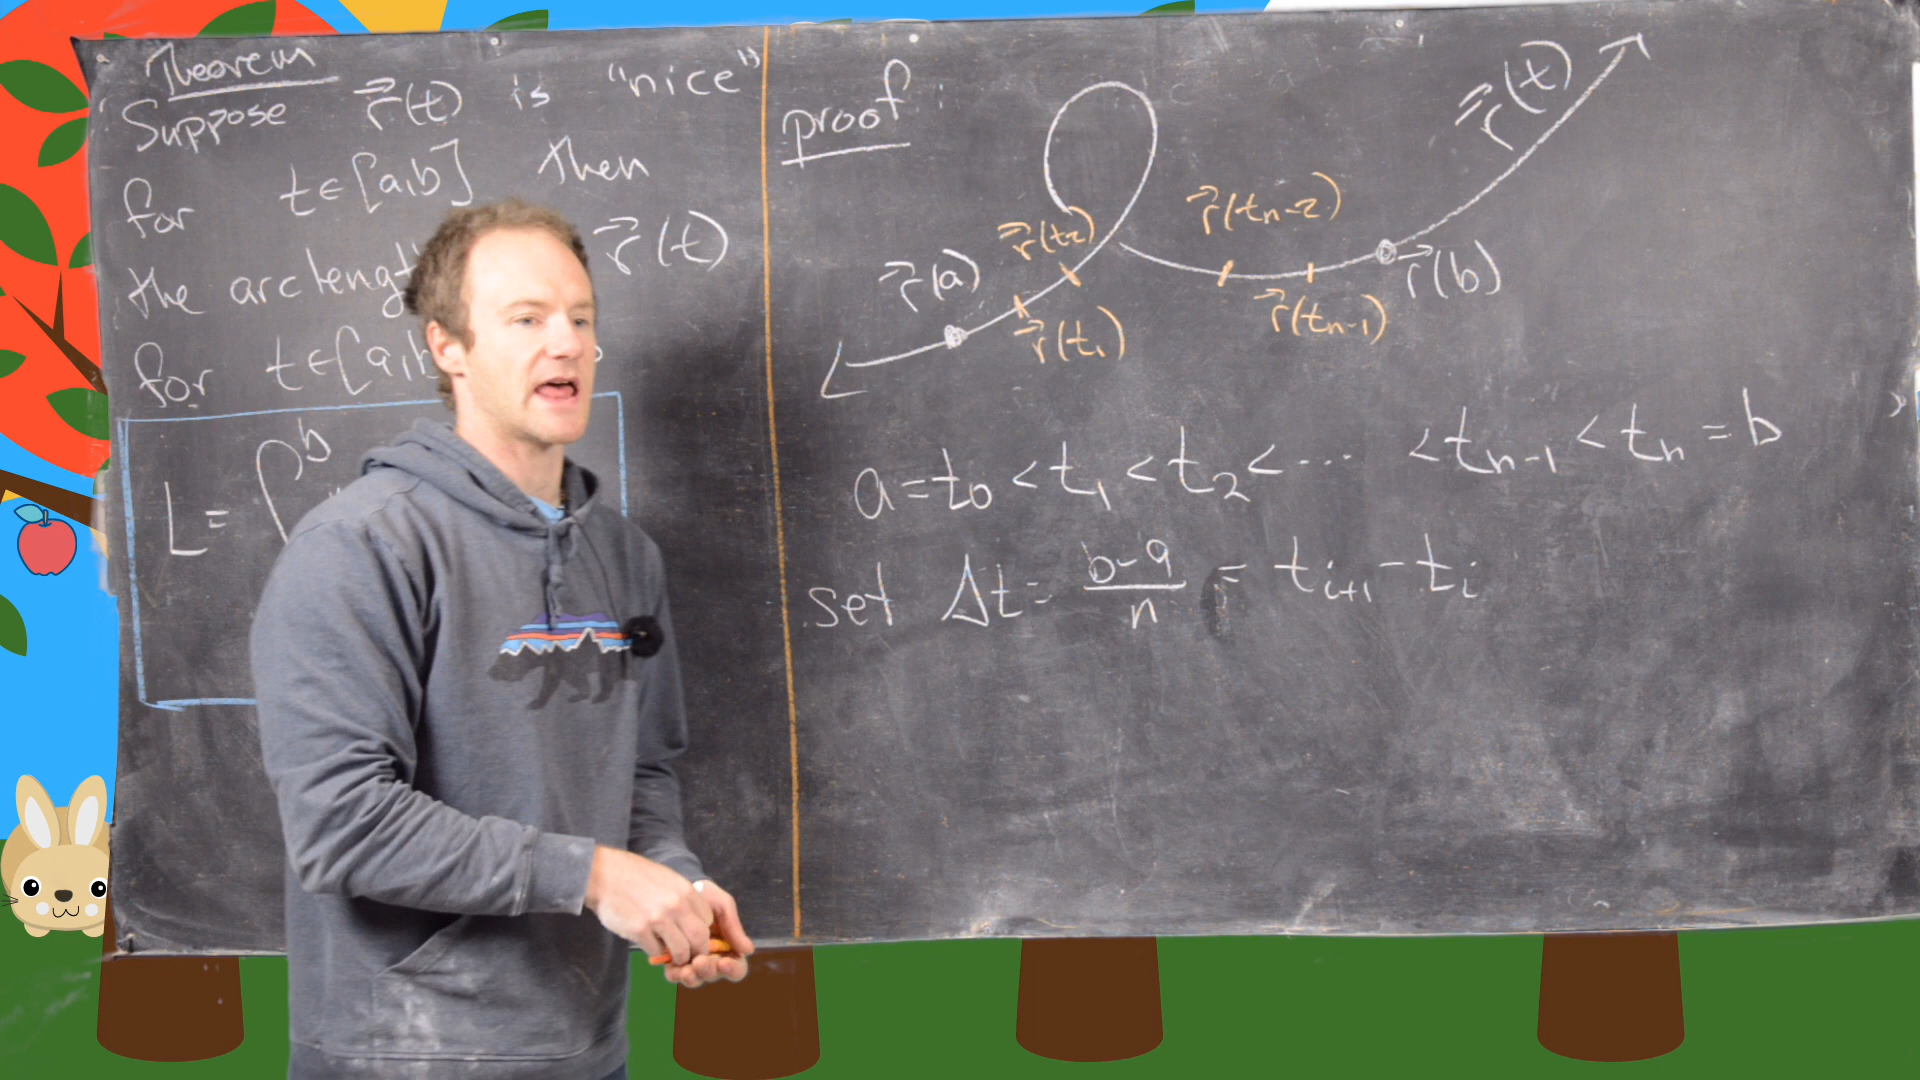 Theorem
Suppose r⃗(t) is "nice"
for t∈[a,b] then
the arclength r⃗(t)
for t∈[a,b
L = ∫ b
proof:
r⃗(t)
r⃗(tn-2)
r⃗(t2)
r⃗(a)
r⃗(b)
r⃗(t1)
r⃗(tn-1)
a = t0 < t1 < t2 < ... < tn-1 < tn = b
set Δt = b-a/n = ti+1 - ti